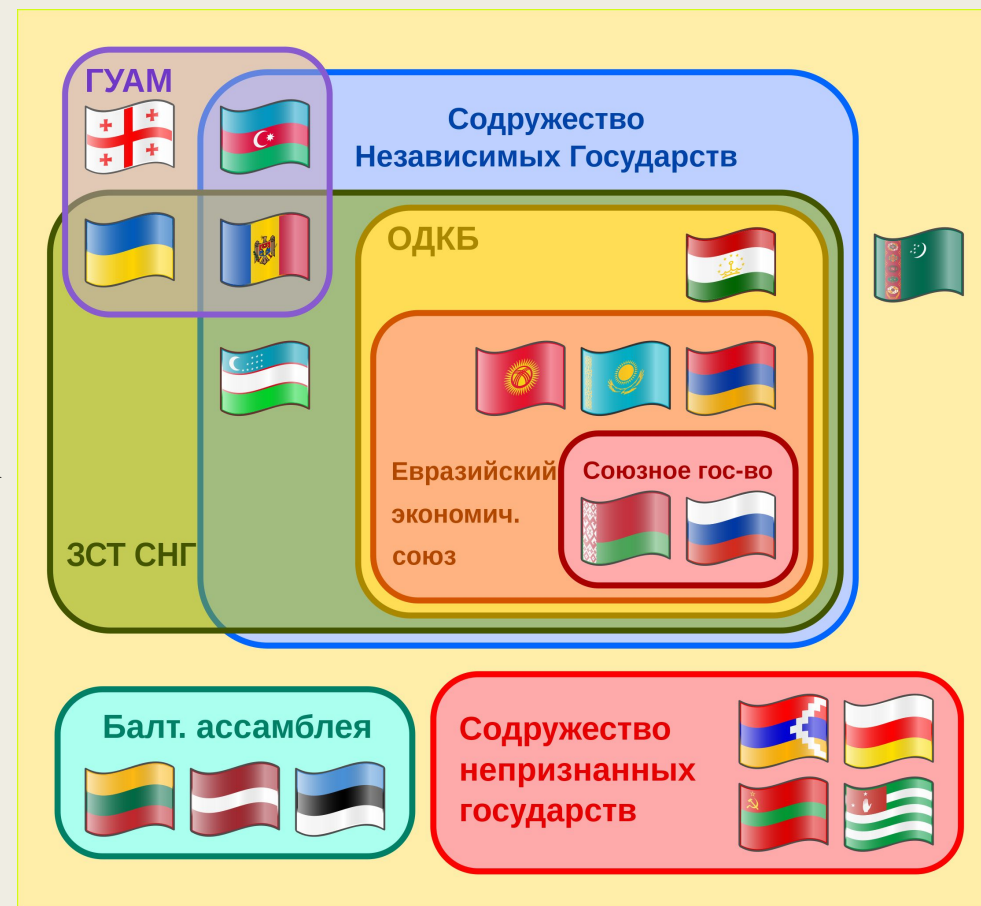 ГУАМ
Содружество
Независимых Государств
ОДКБ
Евразийский
экономич.
союз
Союзное гос-во
ЗСТ СНГ
Балт. ассамблея
Содружество
непризнанных
государств